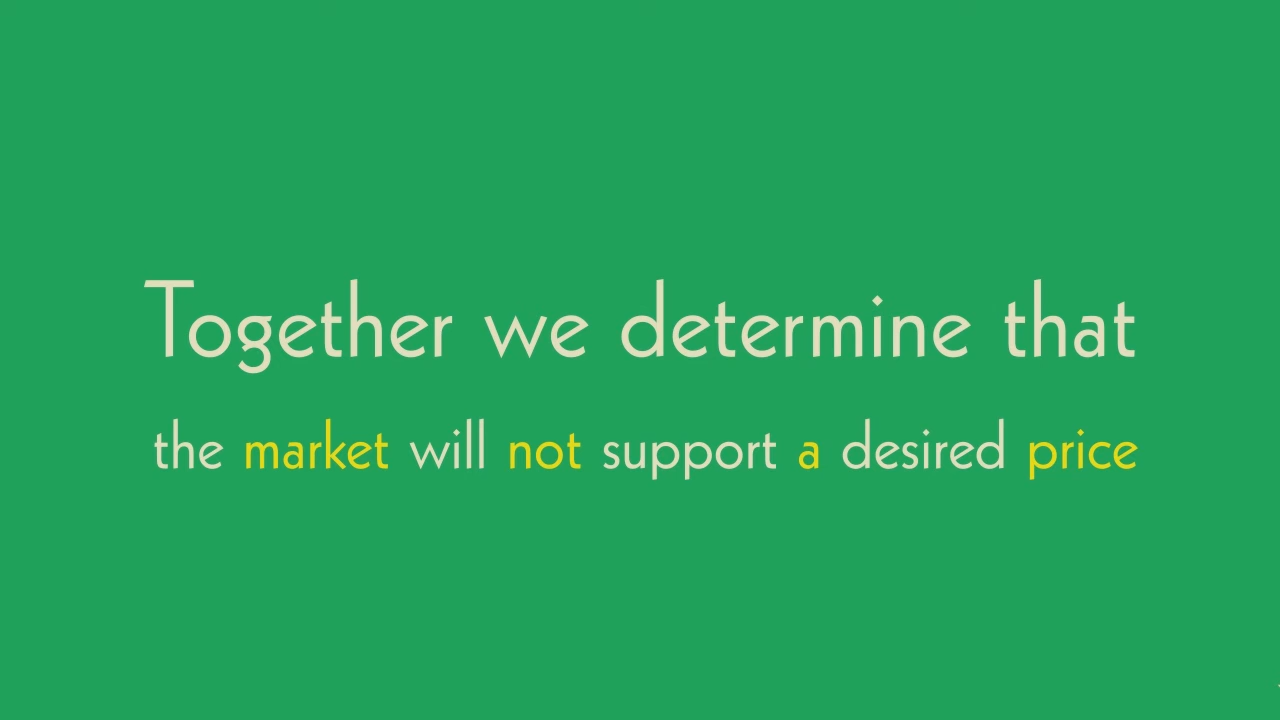 Together we determine that
the market will not support a desired price